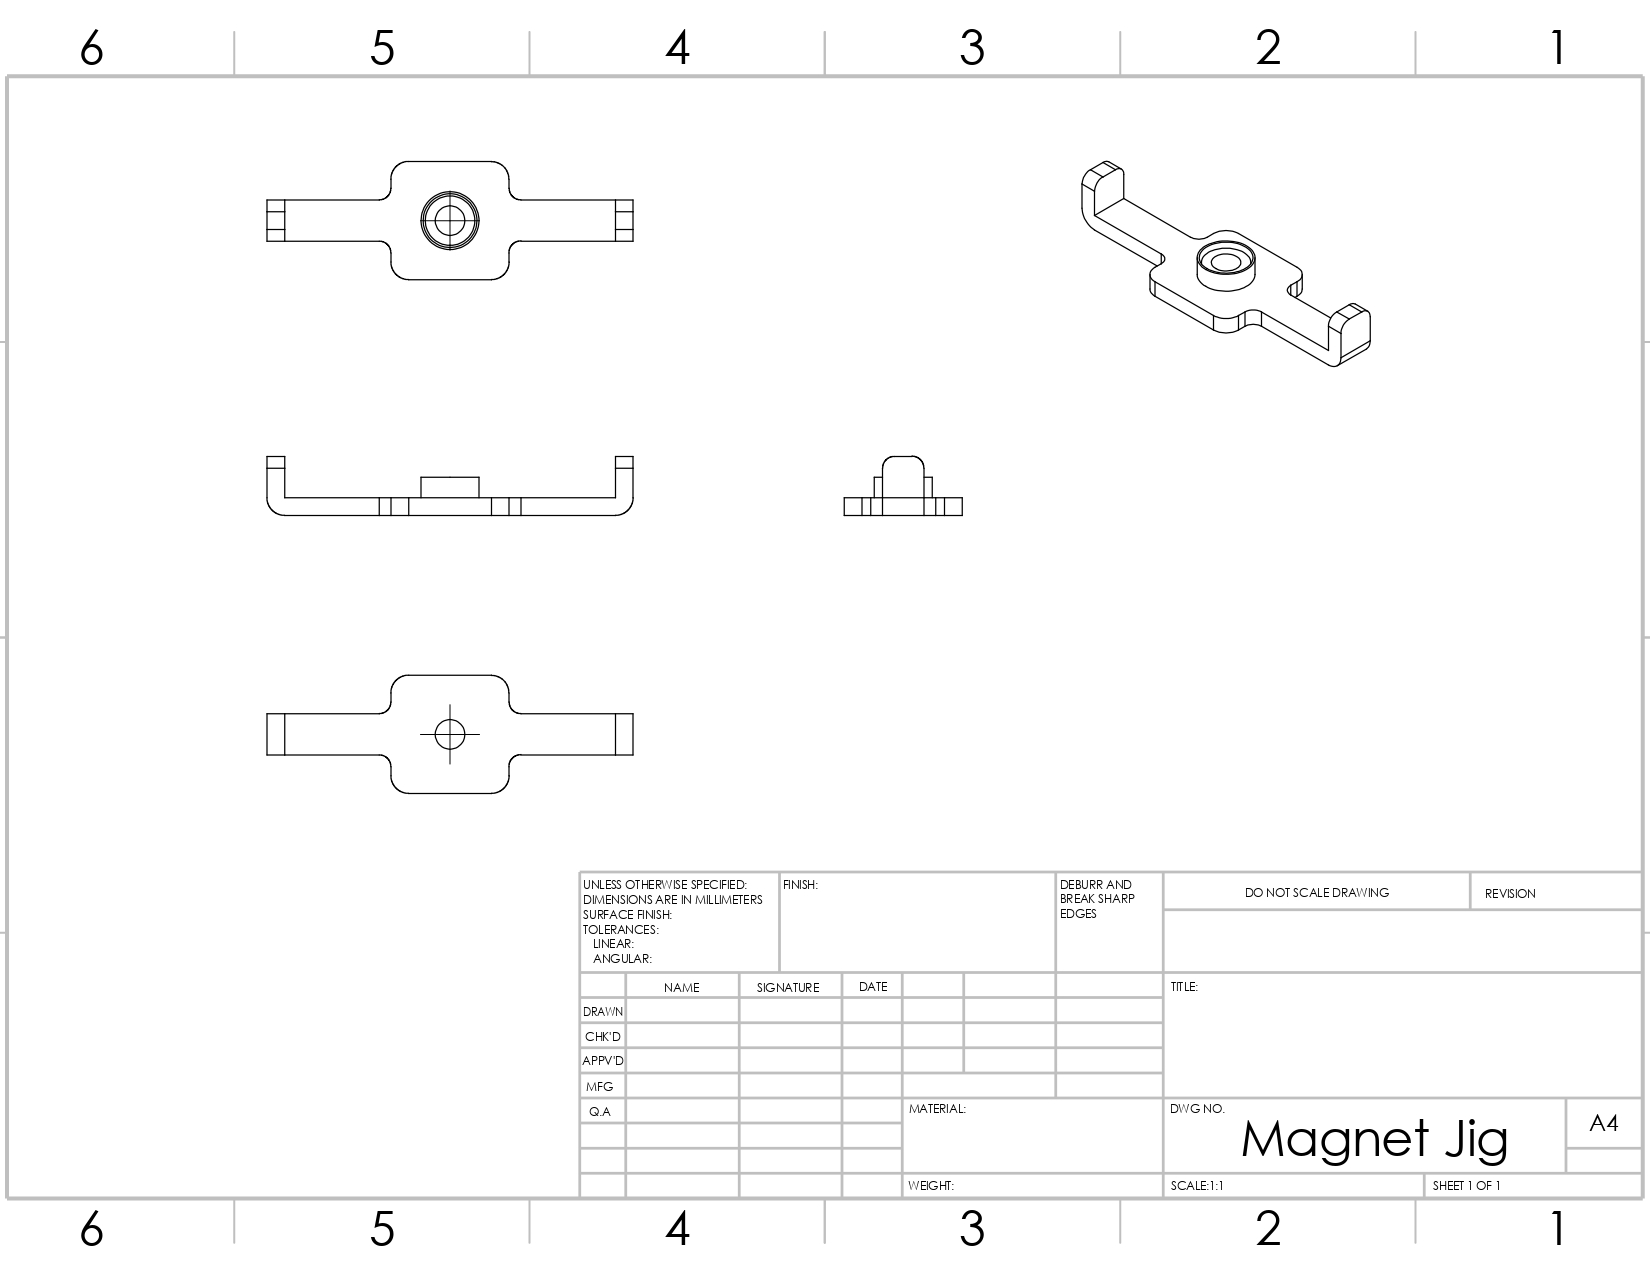 6 5 4 3 2 1
UNLESS OTHERWISE SPECIFIED:
DIMENSIONS ARE IN MILLIMETERS
SURFACE FINISH:
TOLERANCES:
LINEAR:
ANGULAR:
FINISH:
DEBURR AND
BREAK SHARP
EDGES
DO NOT SCALE DRAWING
REVISION
NAME SIGNATURE DATE
DRAWN
CHK'D
APPV'D
MFG
Q.A
TITLE:
MATERIAL:
DWG NO.
Magnet Jig
A4
WEIGHT:
SCALE:1:1
SHEET 1 OF 1
6 5 4 3 2 1